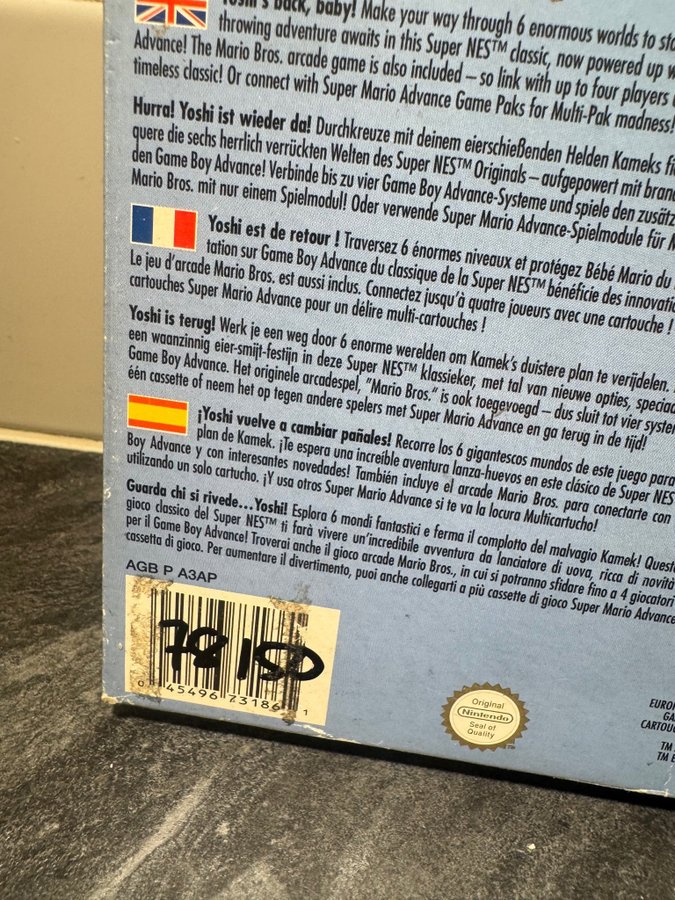 back, baby! Make your way through 6 enormous worlds to
throwing adventure awaits in this Super NES™ classic, now powered up
Advance! The Mario Bros. arcade game is also included – so link with up to four players
timeless classic! Or connect with Super Mario Advance Game Paks for Multi-Pak madness!
Hurra! Yoshi ist wieder da! Durchkreuze mit deinem eierschießenden Helden Kameks
quere die sechs herrlich verrückten Welten des Super NES™ Originals – aufgepowert mit
den Game Boy Advance! Verbinde bis zu vier Game Boy Advance-Systeme und spiele den
Mario Bros. mit nur einem Spielmodul! Oder verwende Super Mario Advance-Spielmodule für
Yoshi est de retour ! Traversez 6 énormes niveaux et protégez Bébé Mario du
tation sur Game Boy Advance du classique de la Super NES™ bénéficie des
Le jeu d'arcade Mario Bros. est aussi inclus. Connectez jusqu'à quatre joueurs avec une cartouche !
cartouches Super Mario Advance pour un délire multi-cartouches !
Yoshi is terug! Werk je een weg door 6 enorme werelden om Kamek's duistere plan te verijdelen.
een waanzinnig eier-smijt-festijn in deze Super NES™ klassieker, met tal van nieuwe opties,
Game Boy Advance. Het originele arcadespel, "Mario Bros." is ook toegevoegd – dus sluit tot vier
één cassette of neem het op tegen andere spelers met Super Mario Advance en ga terug in de tijd!
¡Yoshi vuelve a cambiar pañales! Recorre los 6 gigantescos mundos de este juego para
plan de Kamek. ¡Te espera una increíble aventura lanza-huevos en este clásico de Super NES
Boy Advance y con interesantes novedades! También incluye el arcade Mario Bros. para conectarte con
utilizando un solo cartucho! ¡Y usa otros Super Mario Advance si te va la locura Multicartucho!
Guarda chi si rivede...Yoshi! Esplora 6 mondi fantastici e ferma il complotto del malvagio Kamek!
gioco classico del Super NES™ ti farà vivere un'incredibile avventura da lanciatore di uova, ricca di novità
per il Game Boy Advance! Troverai anche il gioco arcade Mario Bros., in cui si potranno sfidare fino a 4 giocatori
cassetta di gioco. Per aumentare il divertimento, puoi anche collegarti a più cassette di gioco Super Mario Advance
AGB P A3AP
78 150
0 45496 73186 1
Original
Nintendo
Seal of
Quality
TM
TM